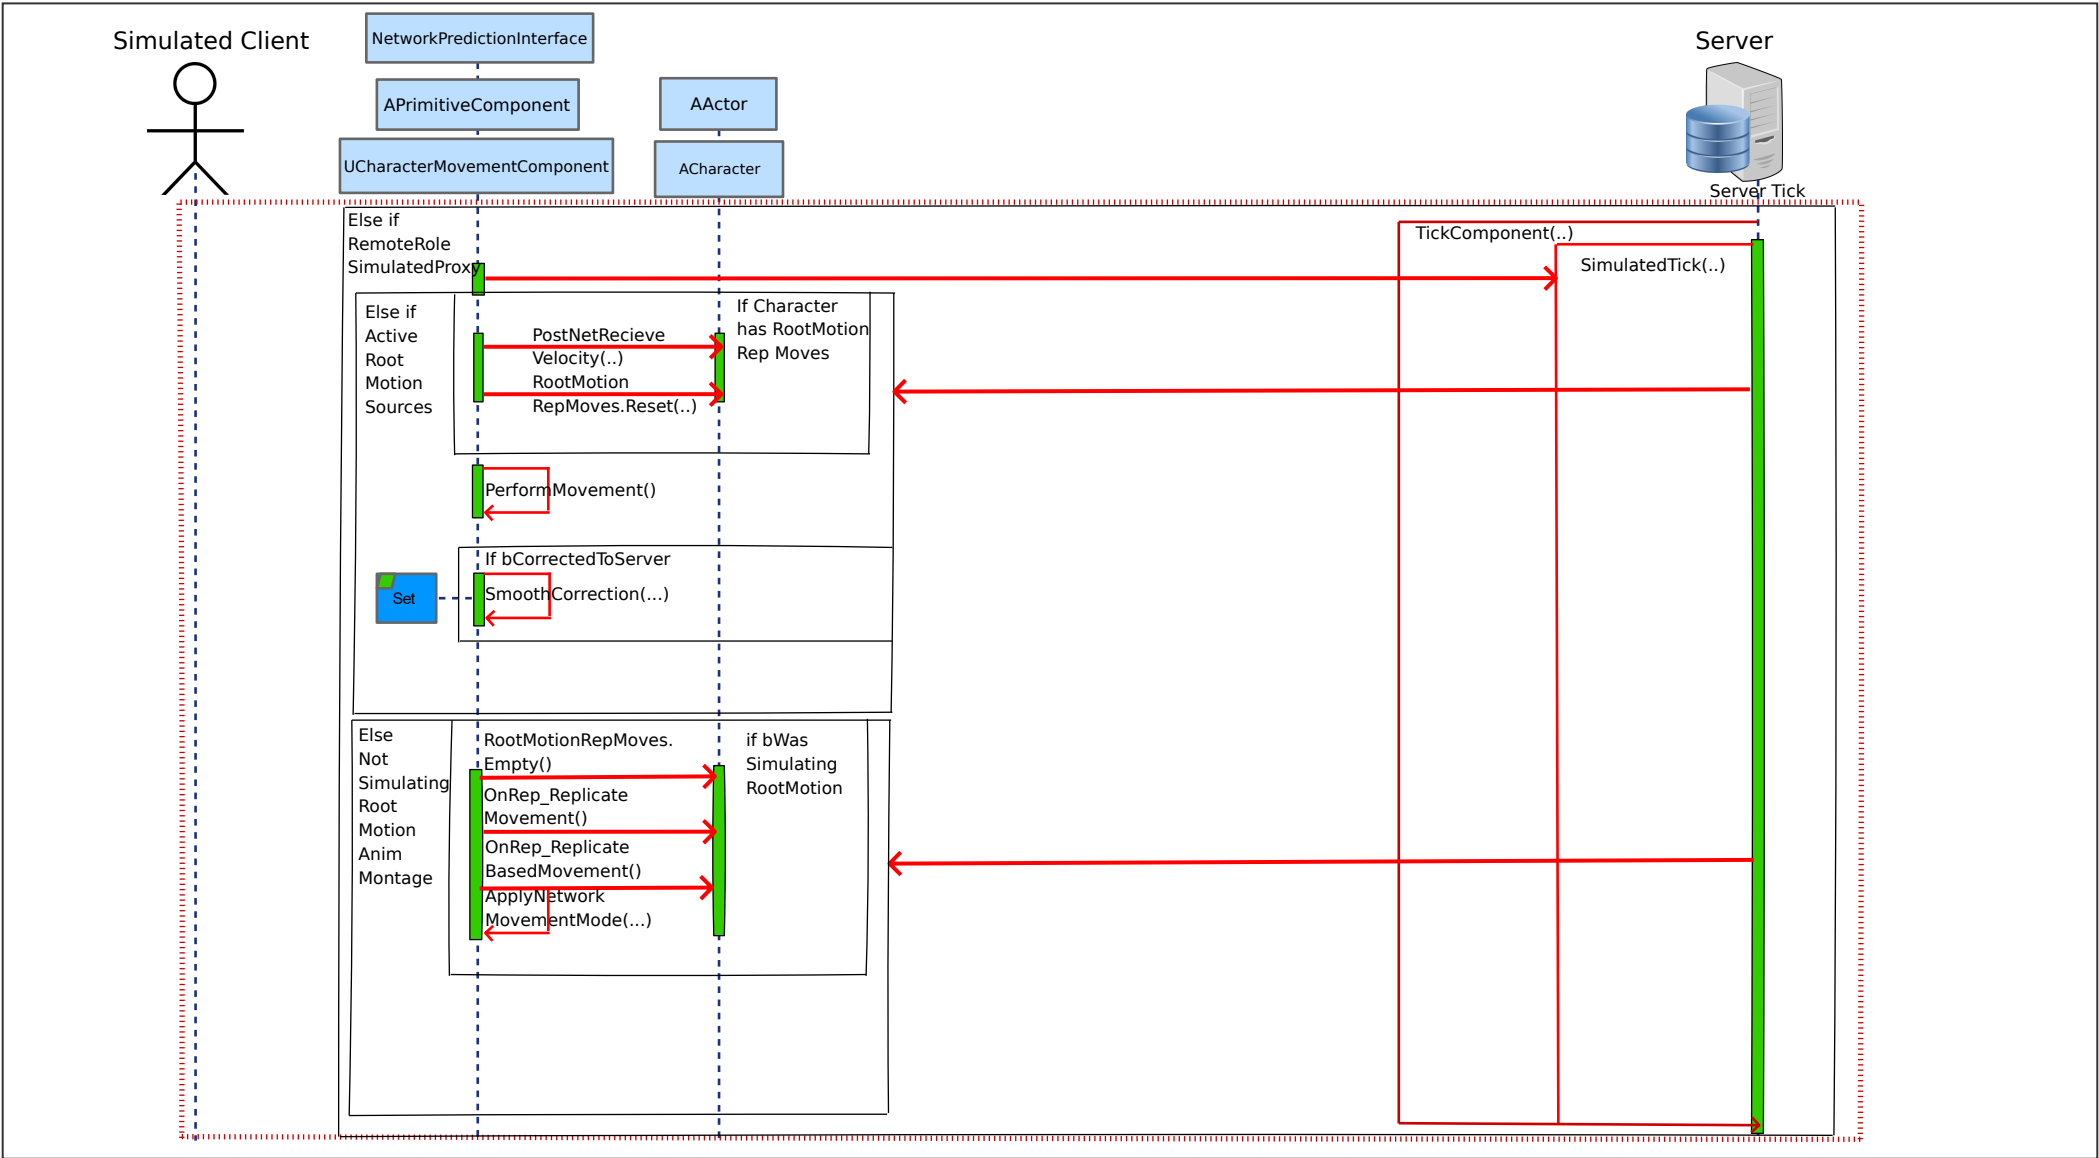 Simulated Client
NetworkPredictionInterface
APrimitiveComponent
UCharacterMovementComponent
AActor
ACharacter
Server
Server Tick
Else if
RemoteRole
SimulatedProxy
TickComponent(..)
SimulatedTick(..)
Else if
Active
Root
Motion
Sources
PostNetRecieve
Velocity(..)
RootMotion
RepMoves.Reset(..)
If Character
has RootMotion
Rep Moves
PerformMovement()
If bCorrectedToServer
SmoothCorrection(...)
Set
Else
Not
Simulating
Root
Motion
Anim
Montage
RootMotionRepMoves.
Empty()
OnRep_Replicate
Movement()
OnRep_Replicate
BasedMovement()
ApplyNetwork
MovementMode(...)
if bWas
Simulating
RootMotion